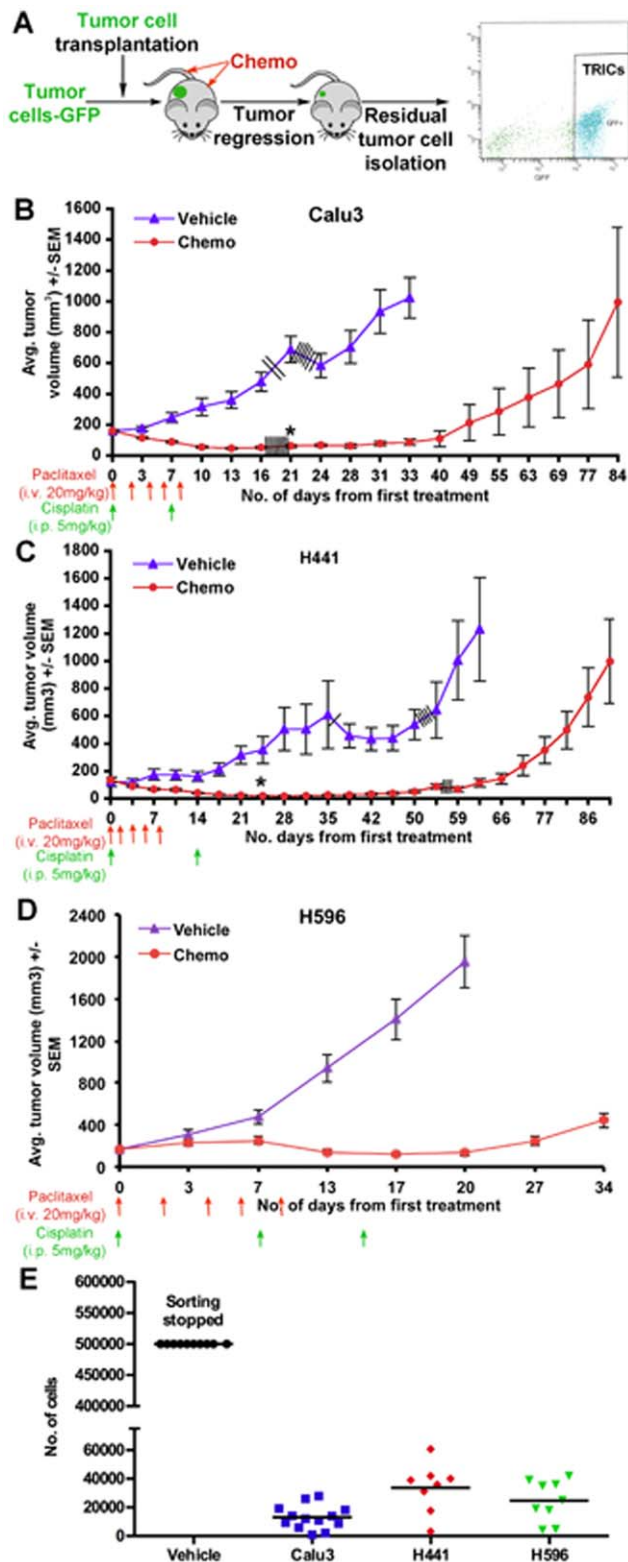 A
Tumor cell
transplantation
Chemo
Tumor
cells-GFP
Tumor
regression
Residual
tumor cell
isolation
TRICs
GFP+
GFP
B
Calu3
Vehicle
Chemo
Avg. tumor
volume (mm³) +/- SEM
1600
1400
1200
1000
800
600
400
200
0
*
0 3 7 10 13 16 21 24 28 31 33 40 49 55 63 69 77 84
No. of days from first treatment
Paclitaxel
(i.v. 20mg/kg)
Cisplatin
(i.p. 5mg/kg)
C
H441
Vehicle
Chemo
Avg. tumor volume
(mm3) +/- SEM
1800
1600
1400
1200
1000
800
600
400
200
0
*
0 7 14 21 28 35 42 50 59 66 77 86
No. days from first treatment
Paclitaxel
(i.v. 20mg/kg)
Cisplatin
(i.p. 5mg/kg)
D
H596
Vehicle
Chemo
Avg. tumor volume (mm3) +/-
SEM
2400
2000
1600
1200
800
400
0
0 3 7 13 17 20 27 34
No. of days from first treatment
Paclitaxel
(i.v. 20mg/kg)
Cisplatin
(i.p. 5mg/kg)
E
Sorting
stopped
No. of cells
600000
550000
500000
450000
400000
60000
40000
20000
0
Vehicle Calu3 H441 H596